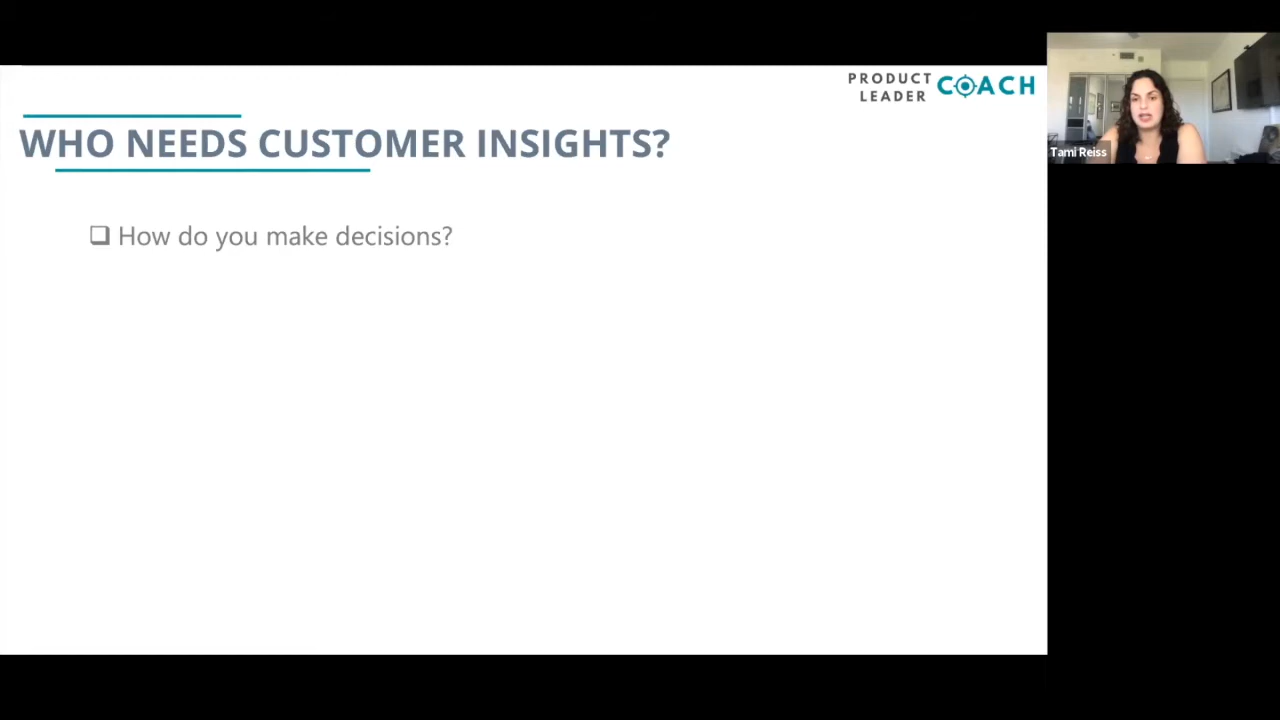 PRODUCT
LEADER
COACH
WHO NEEDS CUSTOMER INSIGHTS?
How do you make decisions?
Tami Reiss